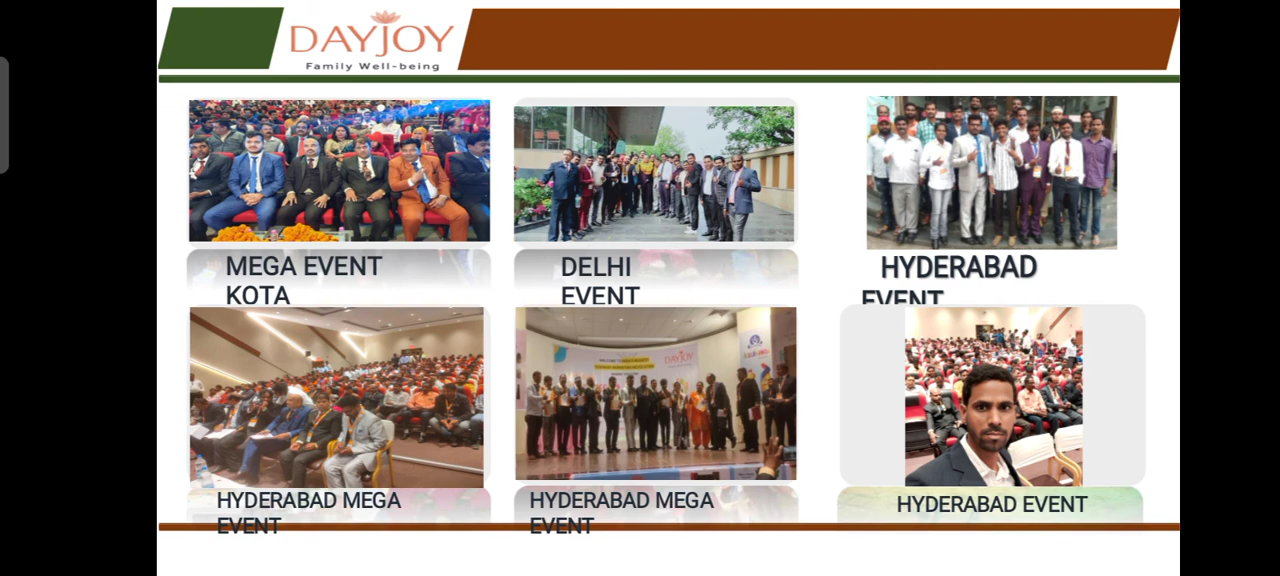 DAYJOY
Family Well-being
MEGA EVENT
KOTA
DELHI
EVENT
HYDERABAD
EVENT
DAYJOY
HYDERABAD MEGA
EVENT
HYDERABAD MEGA
EVENT
HYDERABAD EVENT